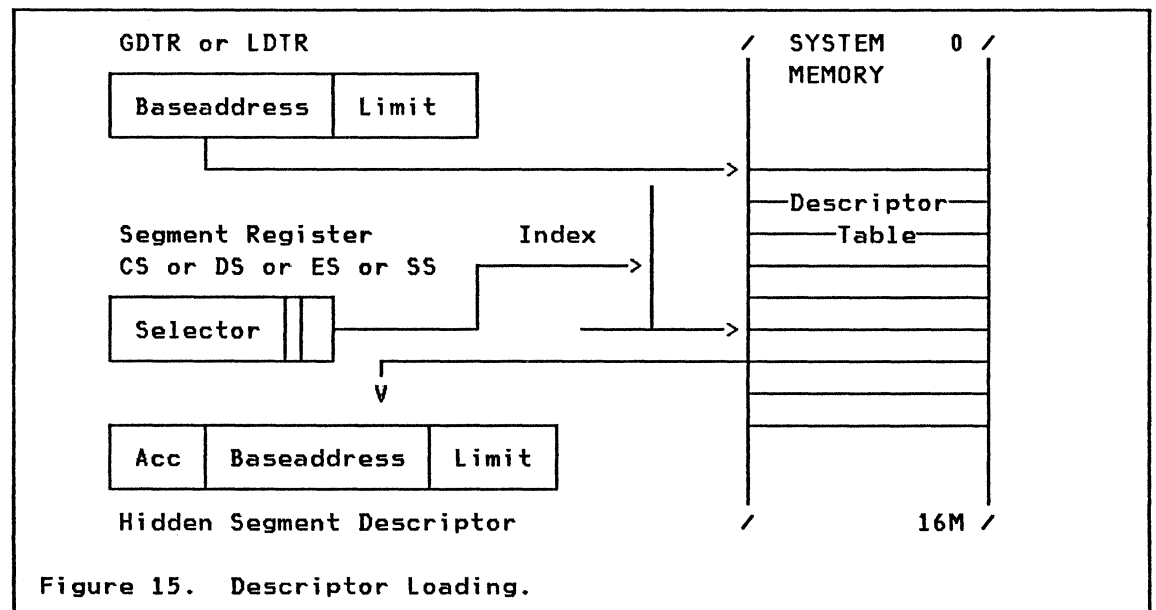 GDTR or LDTR
SYSTEM 0
MEMORY
Baseaddress Limit
Descriptor
Table
Segment Register Index
CS or DS or ES or SS
Selector
Acc Baseaddress Limit
Hidden Segment Descriptor 16M
Figure 15. Descriptor Loading.